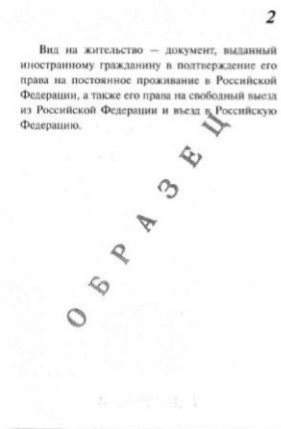 2
Вид на жительство — документ, выданный
иностранному гражданину в подтверждение его
права на постоянное проживание в Российской
Федерации, а также его права на свободный выезд
из Российской Федерации и въезд в Российскую
Федерацию.
ОБРАЗЕЦ